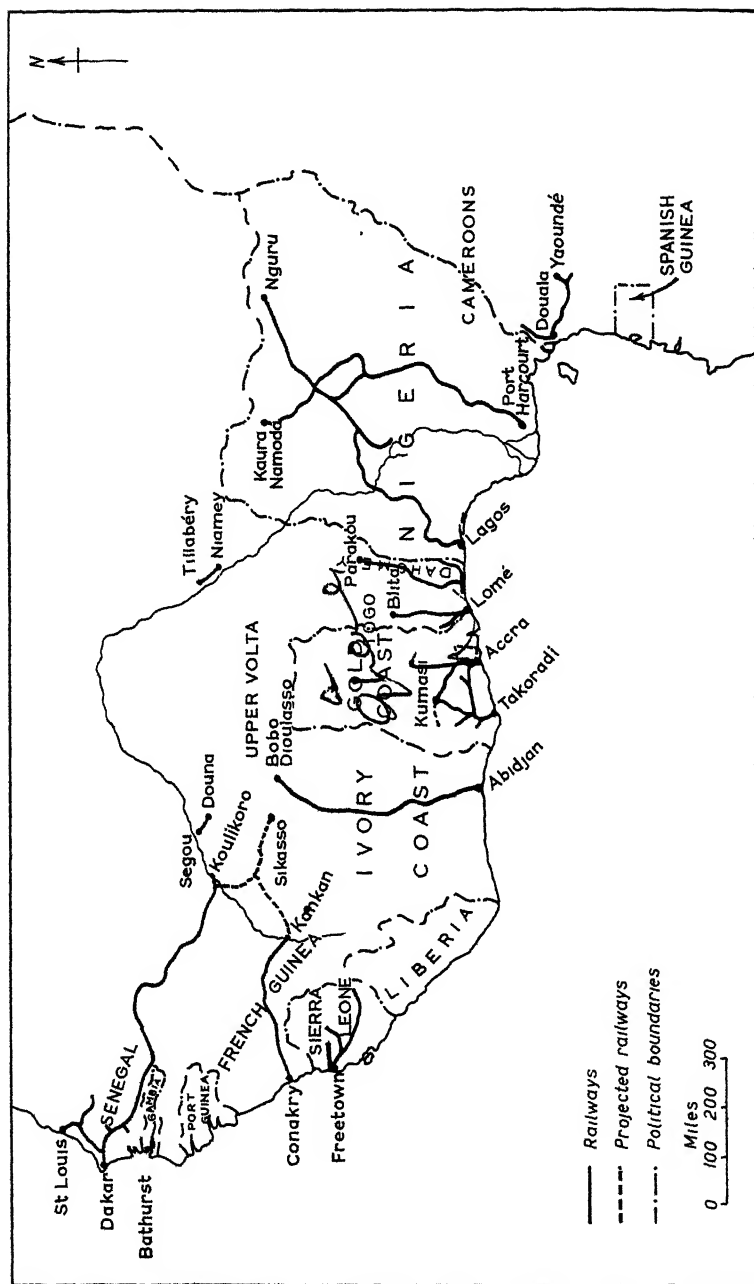 N
St Louis
Dakar
Bathurst
SENEGAL
GAMBIA
PORT
GUINEA
FRENCH GUINEA
Conakry
Freetown
SIERRA
LEONE
LIBERIA
Kankan
Segou
Douna
Koulikoro
Sikasso
UPPER VOLTA
Bobo
Dioulasso
IVORY
COAST
Abidjan
GOLD
COAST
Kumasi
Takoradi
Accra
TOGO
Blita
Lomé
Parakou
Tillabéry
Niamey
Lagos
NIGERIA
Kaura
Namoda
Nguru
Port
Harcourt
CAMEROONS
Douala
Yaoundé
SPANISH
GUINEA
Railways
Projected railways
Political boundaries
Miles
0 100 200 300